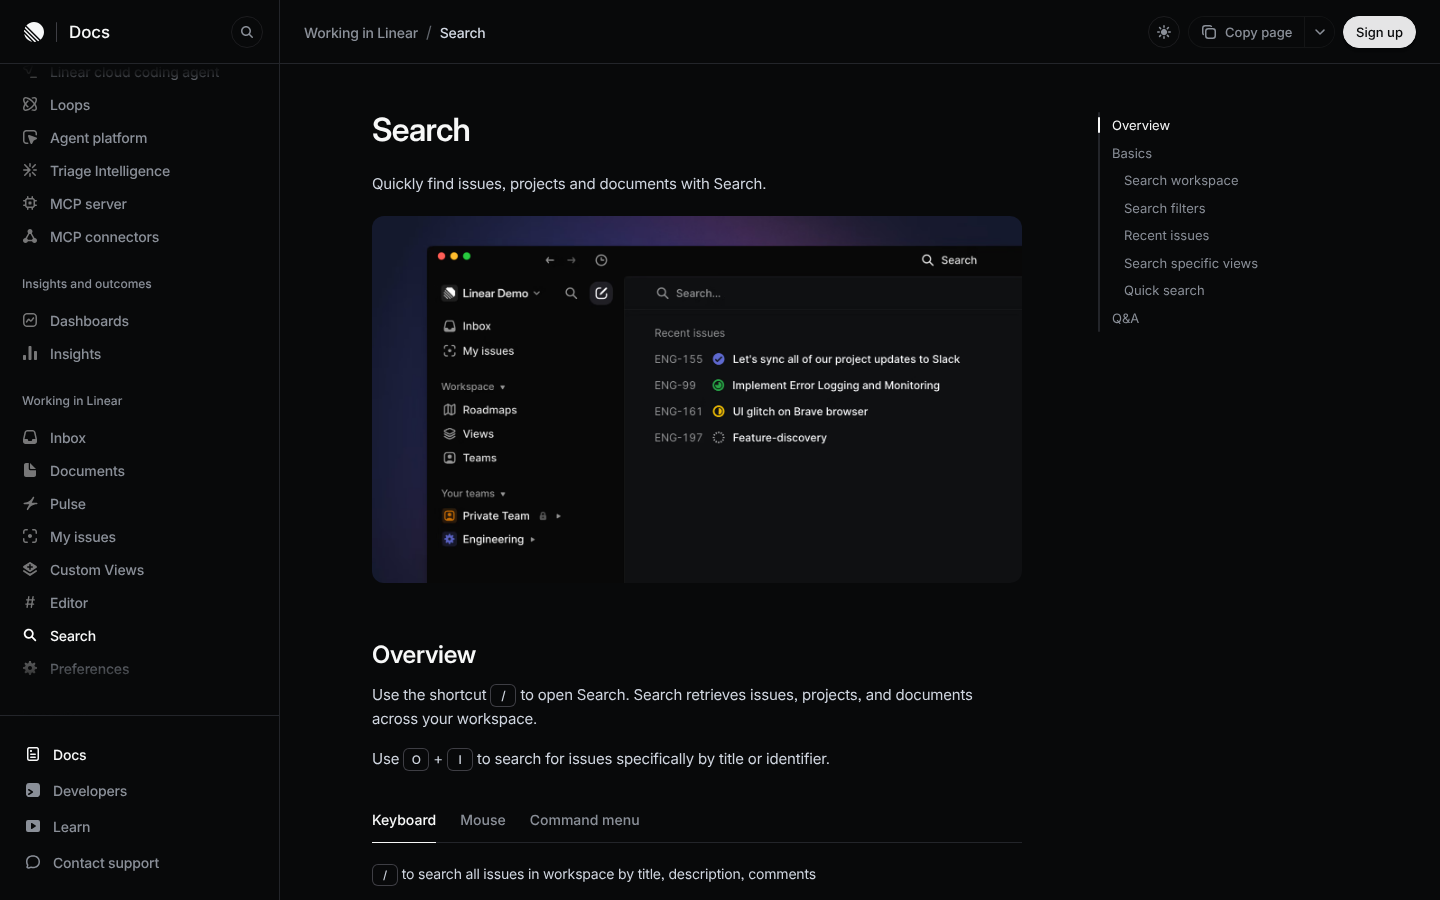 Docs
Linear cloud coding agent
Loops
Agent platform
Triage Intelligence
MCP server
MCP connectors
Insights and outcomes
Dashboards
Insights
Working in Linear
Inbox
Documents
Pulse
My issues
Custom Views
Editor
Search
Preferences
Docs
Developers
Learn
Contact support
Working in Linear / Search
Copy page
Sign up
Search
Quickly find issues, projects and documents with Search.
Search
Linear Demo
Inbox
My issues
Workspace
Roadmaps
Views
Teams
Your teams
Private Team
Engineering
Search...
Recent issues
ENG-155 Let's sync all of our project updates to Slack
ENG-99 Implement Error Logging and Monitoring
ENG-161 UI glitch on Brave browser
ENG-197 Feature-discovery
Overview
Use the shortcut / to open Search. Search retrieves issues, projects, and documents
across your workspace.
Use O + I to search for issues specifically by title or identifier.
Keyboard Mouse Command menu
/ to search all issues in workspace by title, description, comments
Overview
Basics
Search workspace
Search filters
Recent issues
Search specific views
Quick search
Q&A